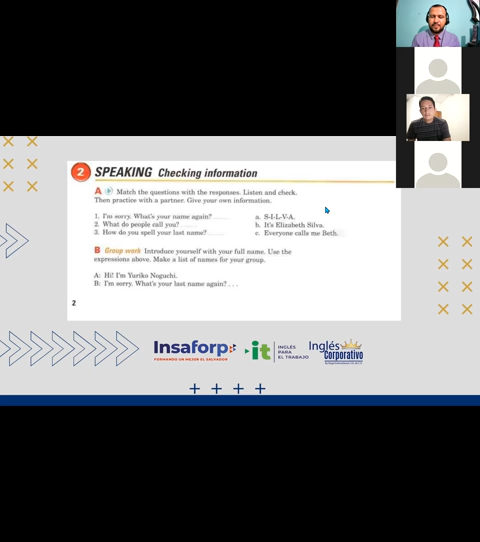 2 SPEAKING Checking information
A Match the questions with the responses. Listen and check.
Then practice with a partner. Give your own information.
1. I'm sorry. What's your name again?
a. S-I-L-V-A.
2. What do people call you?
b. It's Elizabeth Silva.
3. How do you spell your last name?
c. Everyone calls me Beth.
B Group work Introduce yourself with your full name. Use the
expressions above. Make a list of names for your group.
A: Hi! I'm Yuriko Noguchi.
B: I'm sorry. What's your last name again? . . .
2
Insaforp
FORMANDO UN MEJOR EL SALVADOR
it
INGLÉS
PARA
EL TRABAJO
Inglés
Corporativo